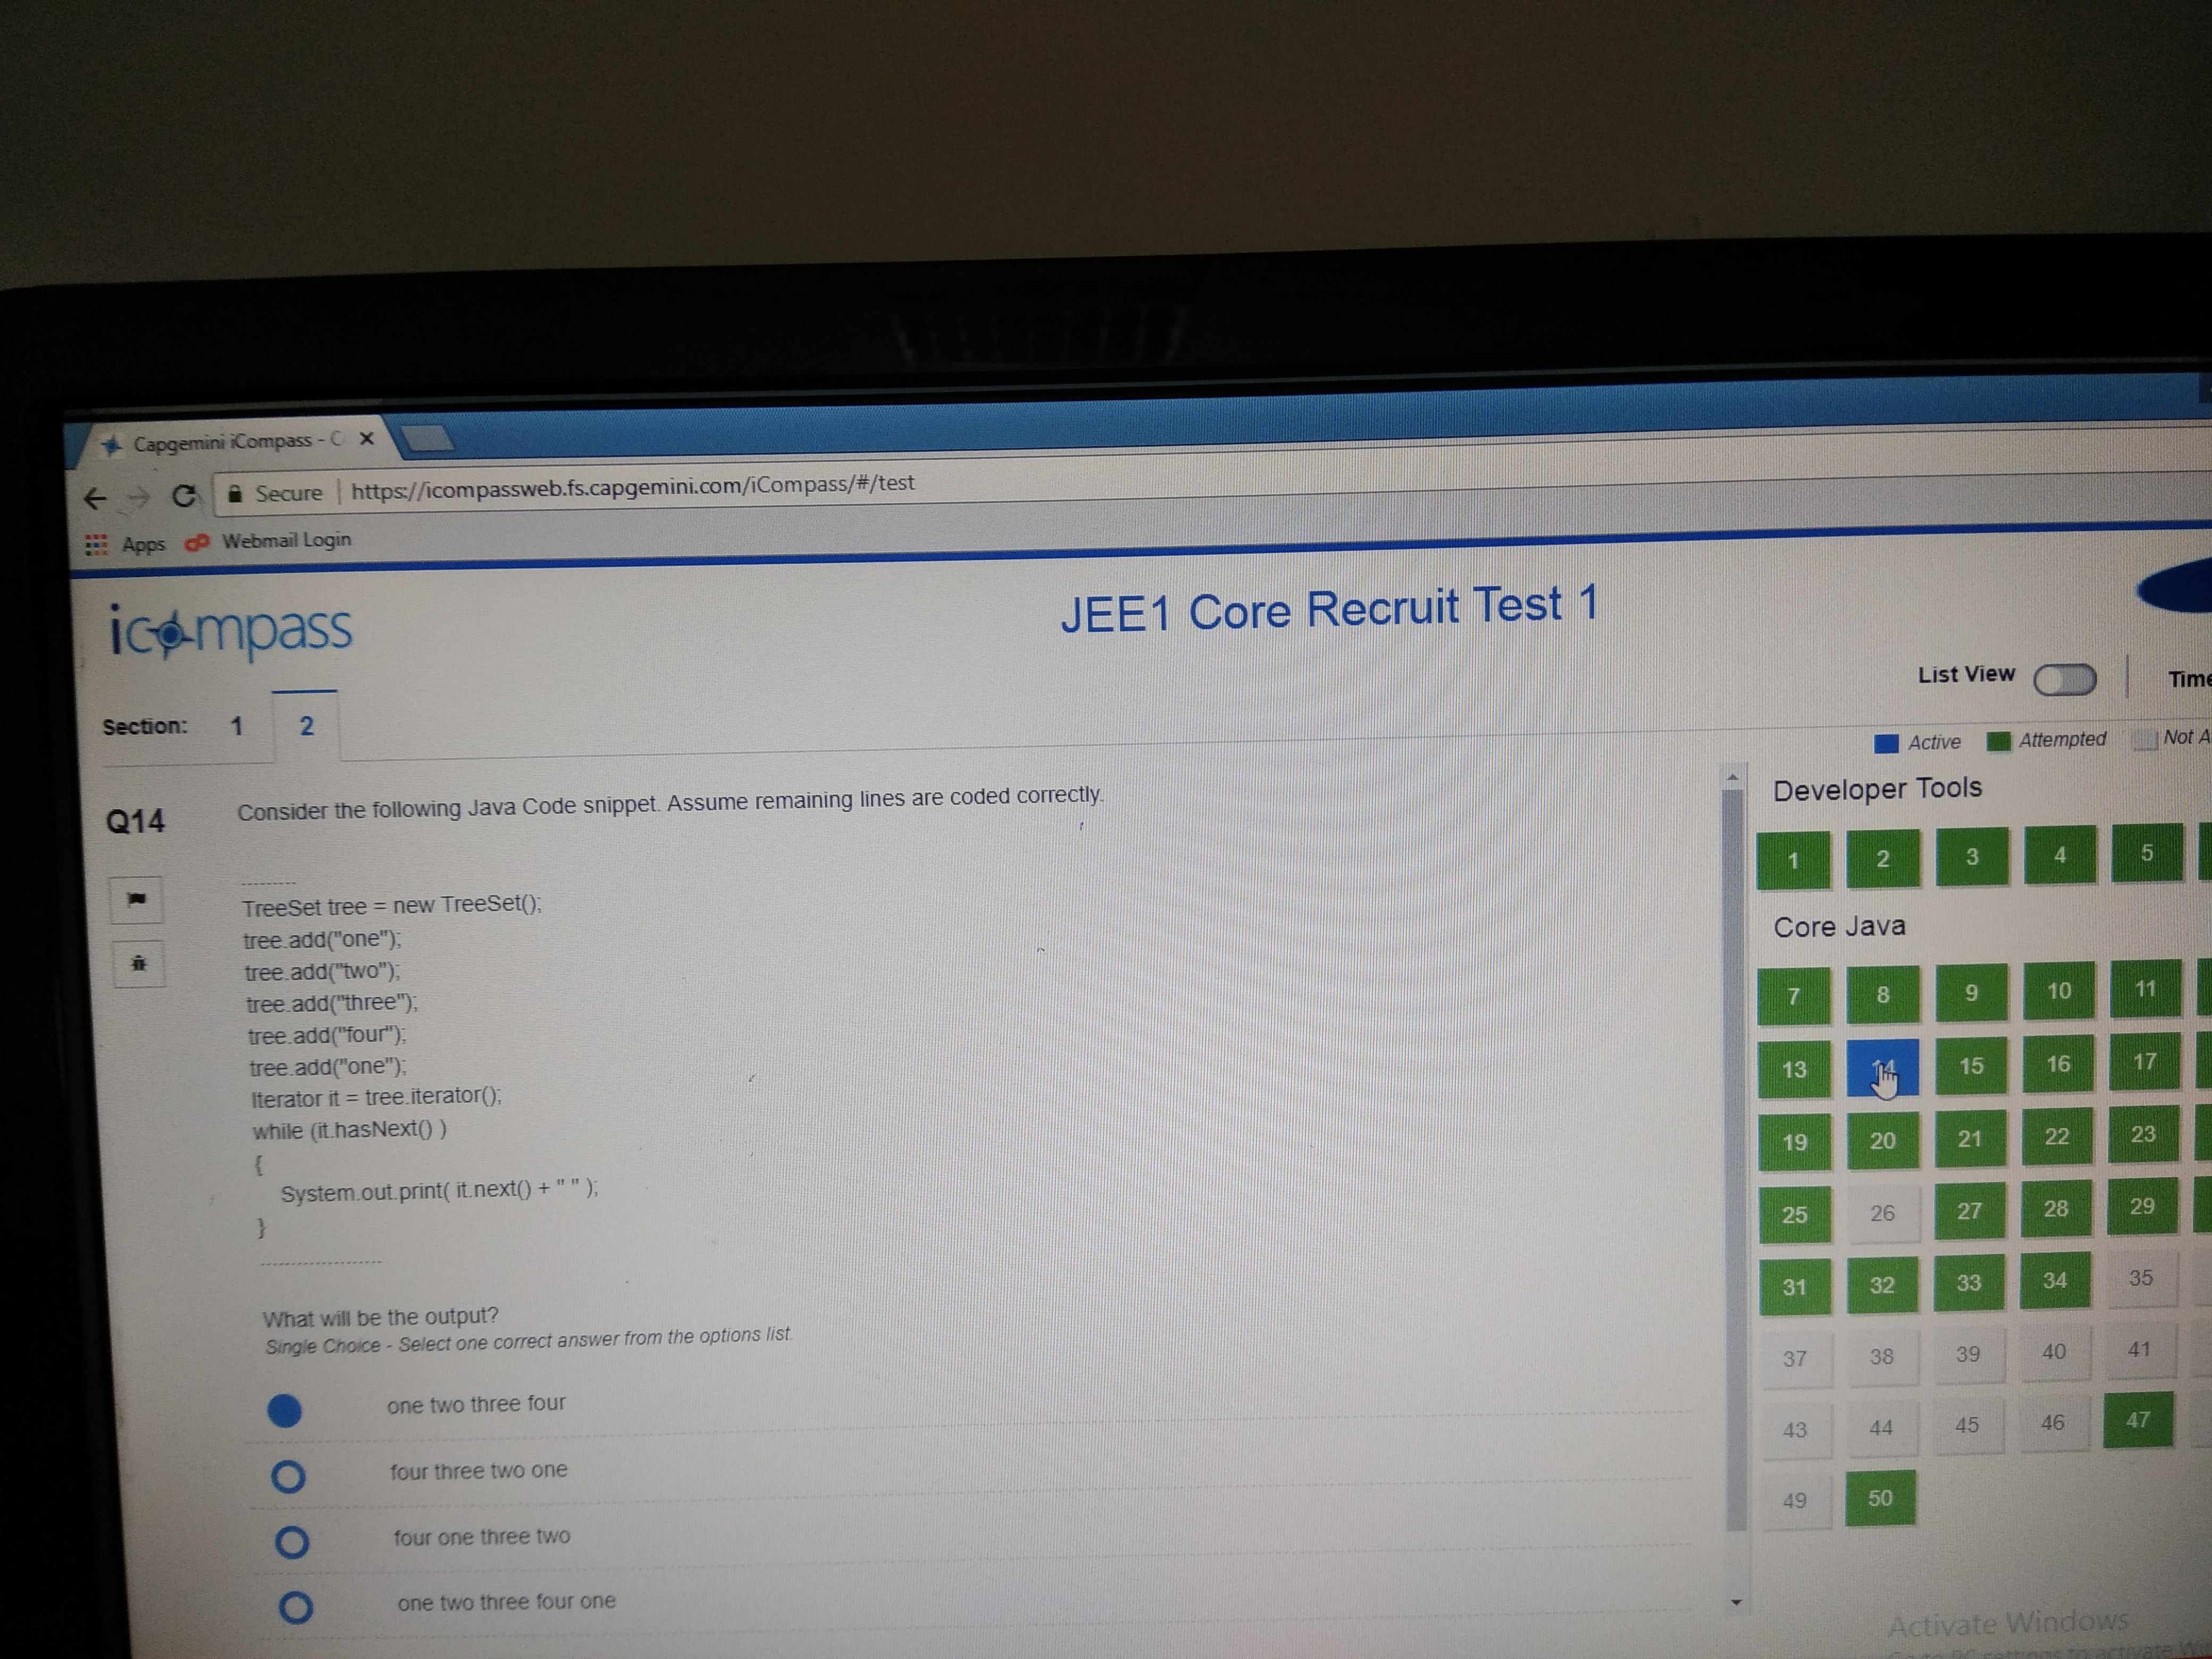 Capgemini iCompass - C
Secure | https://icompassweb.fs.capgemini.com/iCompass/#/test
Apps Webmail Login
icompass
JEE1 Core Recruit Test 1
List View
Time
Section: 1 2
Active Attempted Not A
Q14
Consider the following Java Code snippet. Assume remaining lines are coded correctly.
---------
TreeSet tree = new TreeSet();
tree.add("one");
tree.add("two");
tree.add("three");
tree.add("four");
tree.add("one");
Iterator it = tree.iterator();
while (it.hasNext() )
{
System.out.print( it.next() + " " );
}
--------------------
What will be the output?
Single Choice - Select one correct answer from the options list.
one two three four
four three two one
four one three two
one two three four one
Developer Tools
1 2 3 4 5
Core Java
7 8 9 10 11
13 14 15 16 17
19 20 21 22 23
25 26 27 28 29
31 32 33 34 35
37 38 39 40 41
43 44 45 46 47
49 50
Activate Windows